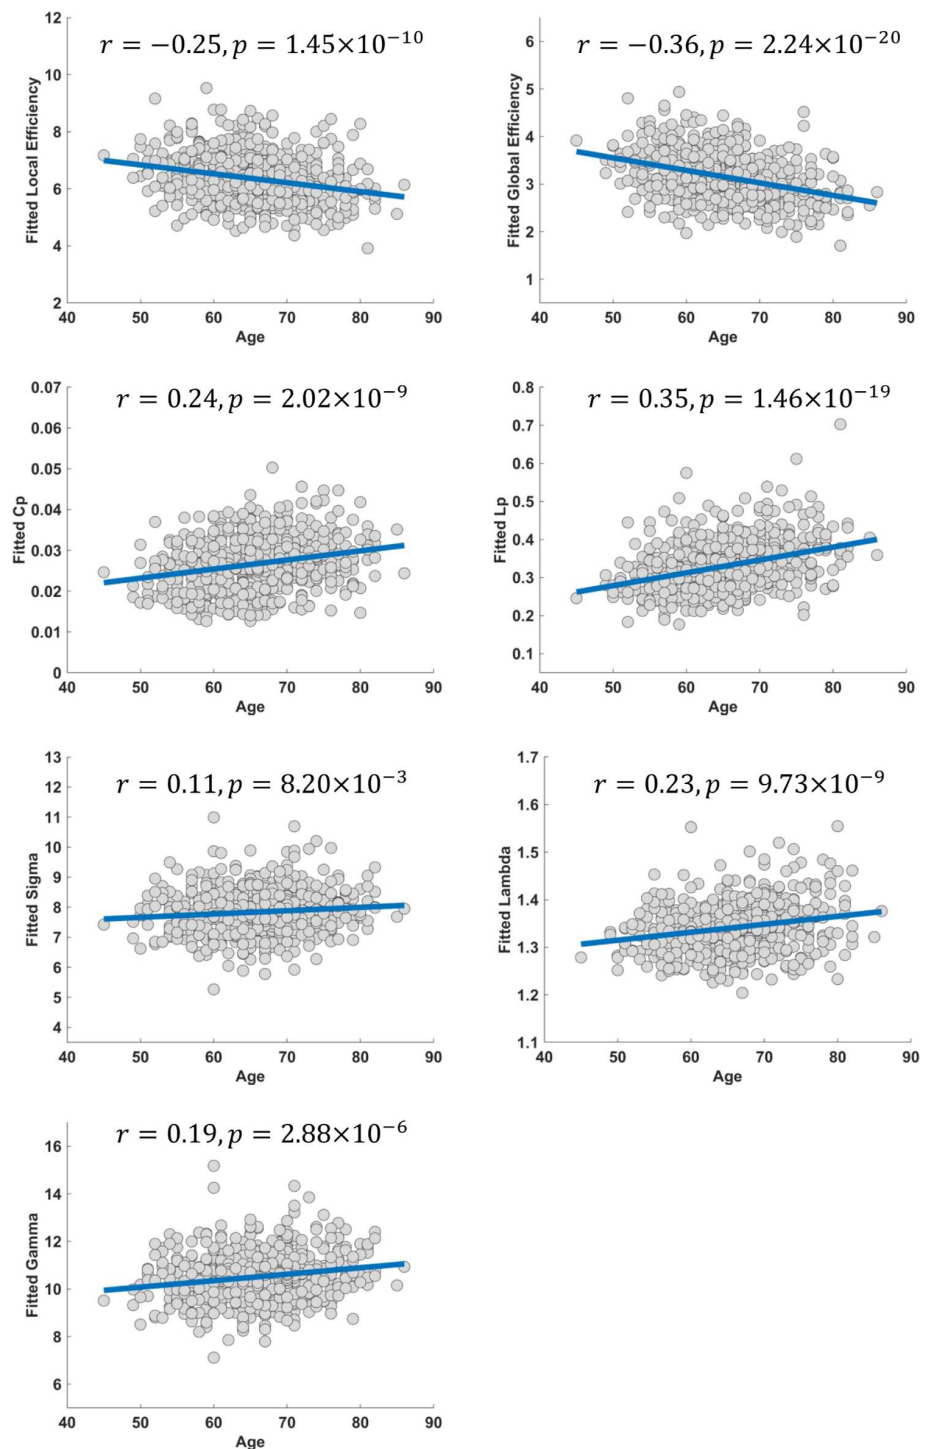 r = −0.25, p = 1.45×10⁻¹⁰
12
10
8
6
4
2
Fitted Local Efficiency
40 50 60 70 80 90
Age
r = −0.36, p = 2.24×10⁻²⁰
6
5
4
3
2
1
Fitted Global Efficiency
40 50 60 70 80 90
Age
r = 0.24, p = 2.02×10⁻⁹
0.07
0.06
0.05
0.04
0.03
0.02
0.01
0
Fitted Cp
40 50 60 70 80 90
Age
r = 0.35, p = 1.46×10⁻¹⁹
0.8
0.7
0.6
0.5
0.4
0.3
0.2
0.1
Fitted Lp
40 50 60 70 80 90
Age
r = 0.11, p = 8.20×10⁻³
13
12
11
10
9
8
7
6
5
4
Fitted Sigma
40 50 60 70 80 90
Age
r = 0.23, p = 9.73×10⁻⁹
1.7
1.6
1.5
1.4
1.3
1.2
1.1
Fitted Lambda
40 50 60 70 80 90
Age
r = 0.19, p = 2.88×10⁻⁶
16
14
12
10
8
6
Fitted Gamma
40 50 60 70 80 90
Age